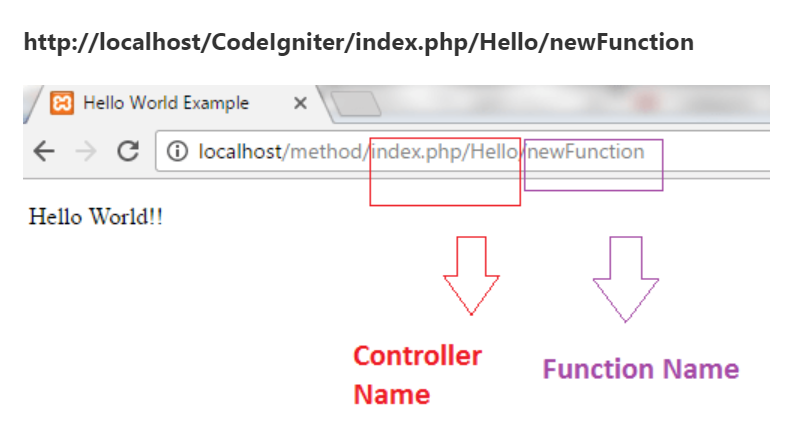 http://localhost/CodeIgniter/index.php/Hello/newFunction
Hello World Example
localhost/method/index.php/Hello/newFunction
Hello World!!
Controller
Name
Function Name